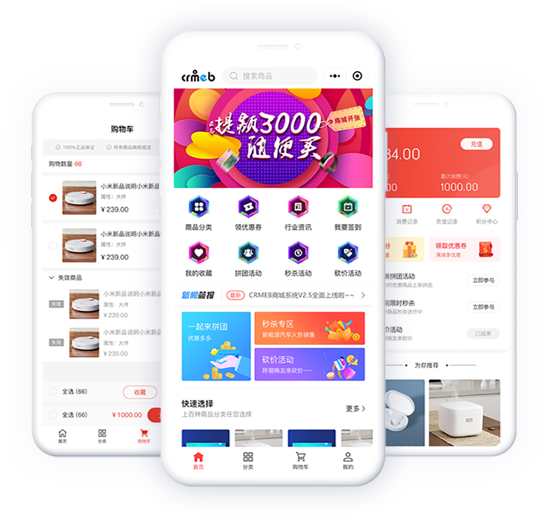 crmeb
搜索商品
提额3000
随便买
商城开张
商品分类
领优惠券
行业资讯
我要签到
我的收藏
拼团活动
秒杀活动
砍价活动
新闻简报
最新
CRMEB商城系统V2.5全面上线啦~~
一起来拼团
优惠多多
秒杀专区
新能源汽车火热销售
砍价活动
呼朋唤友来砍价
快速选择
上百种商品分类任您选择
更多
首页
分类
购物车
我的
购物车
100%正品保证
所有商品精挑细选
购物数量 66
小米新品说明小米新品
属性：大件
¥239.00
小米新品说明小米新
属性：大件
¥239.00
失效商品
失效
小米新品说明小米新
属性：大件
¥239.00
失效
小米新品说明小米新
属性：大件
¥239.00
全选 (66)
收藏
全选 (66)
¥1000.00
首页
分类
购物车
84.00
充值
累计消费(元)
1000.00
消费记录
充值记录
积分中心
领取优惠券
满减享优惠
新拼团活动
立即参与
限时秒杀
立即参与
价活动
已结束
为你推荐